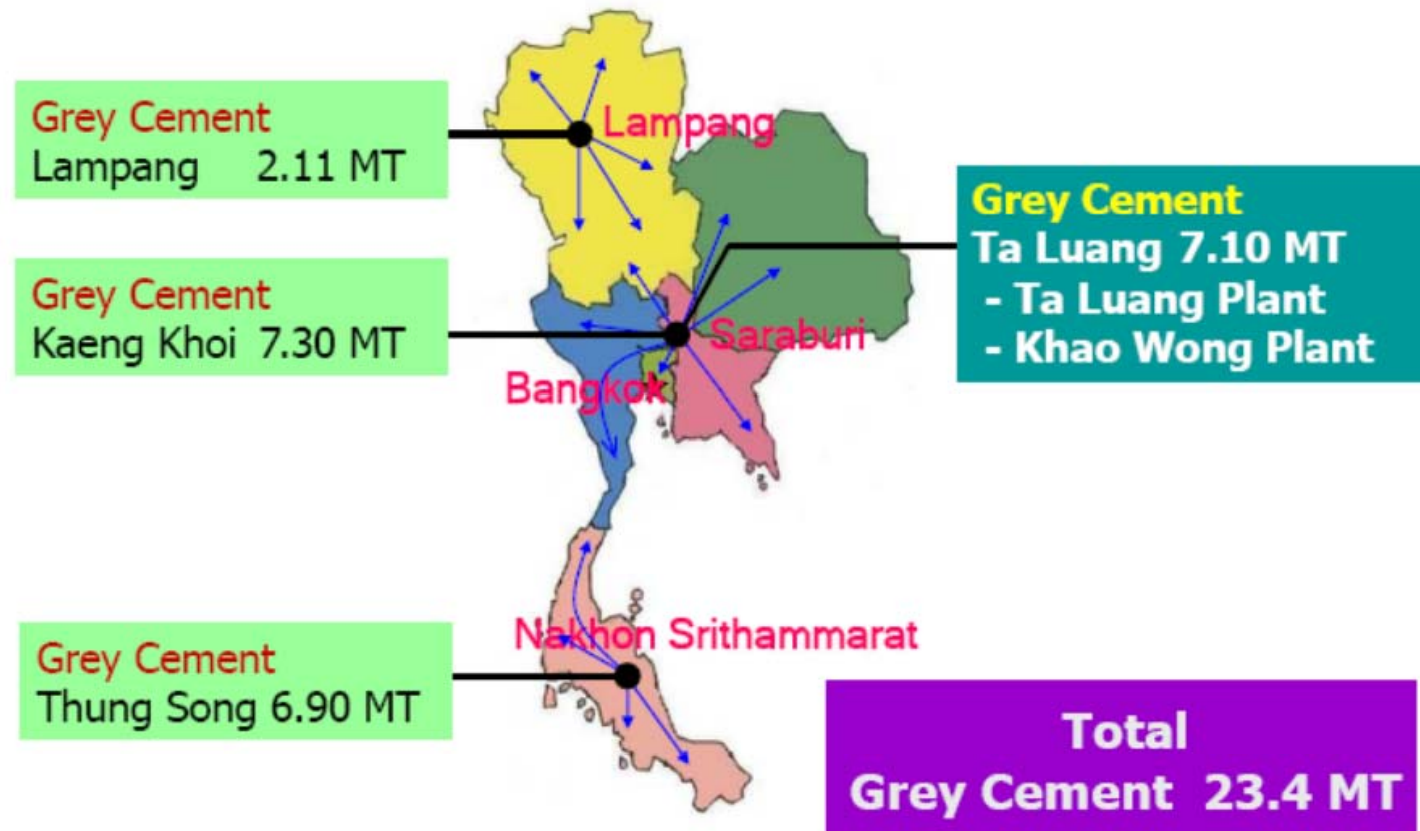 Grey Cement
Lampang 2.11 MT
Lampang
Grey Cement
Ta Luang 7.10 MT
- Ta Luang Plant
- Khao Wong Plant
Grey Cement
Kaeng Khoi 7.30 MT
Saraburi
Bangkok
Nakhon Srithammarat
Grey Cement
Thung Song 6.90 MT
Total
Grey Cement 23.4 MT